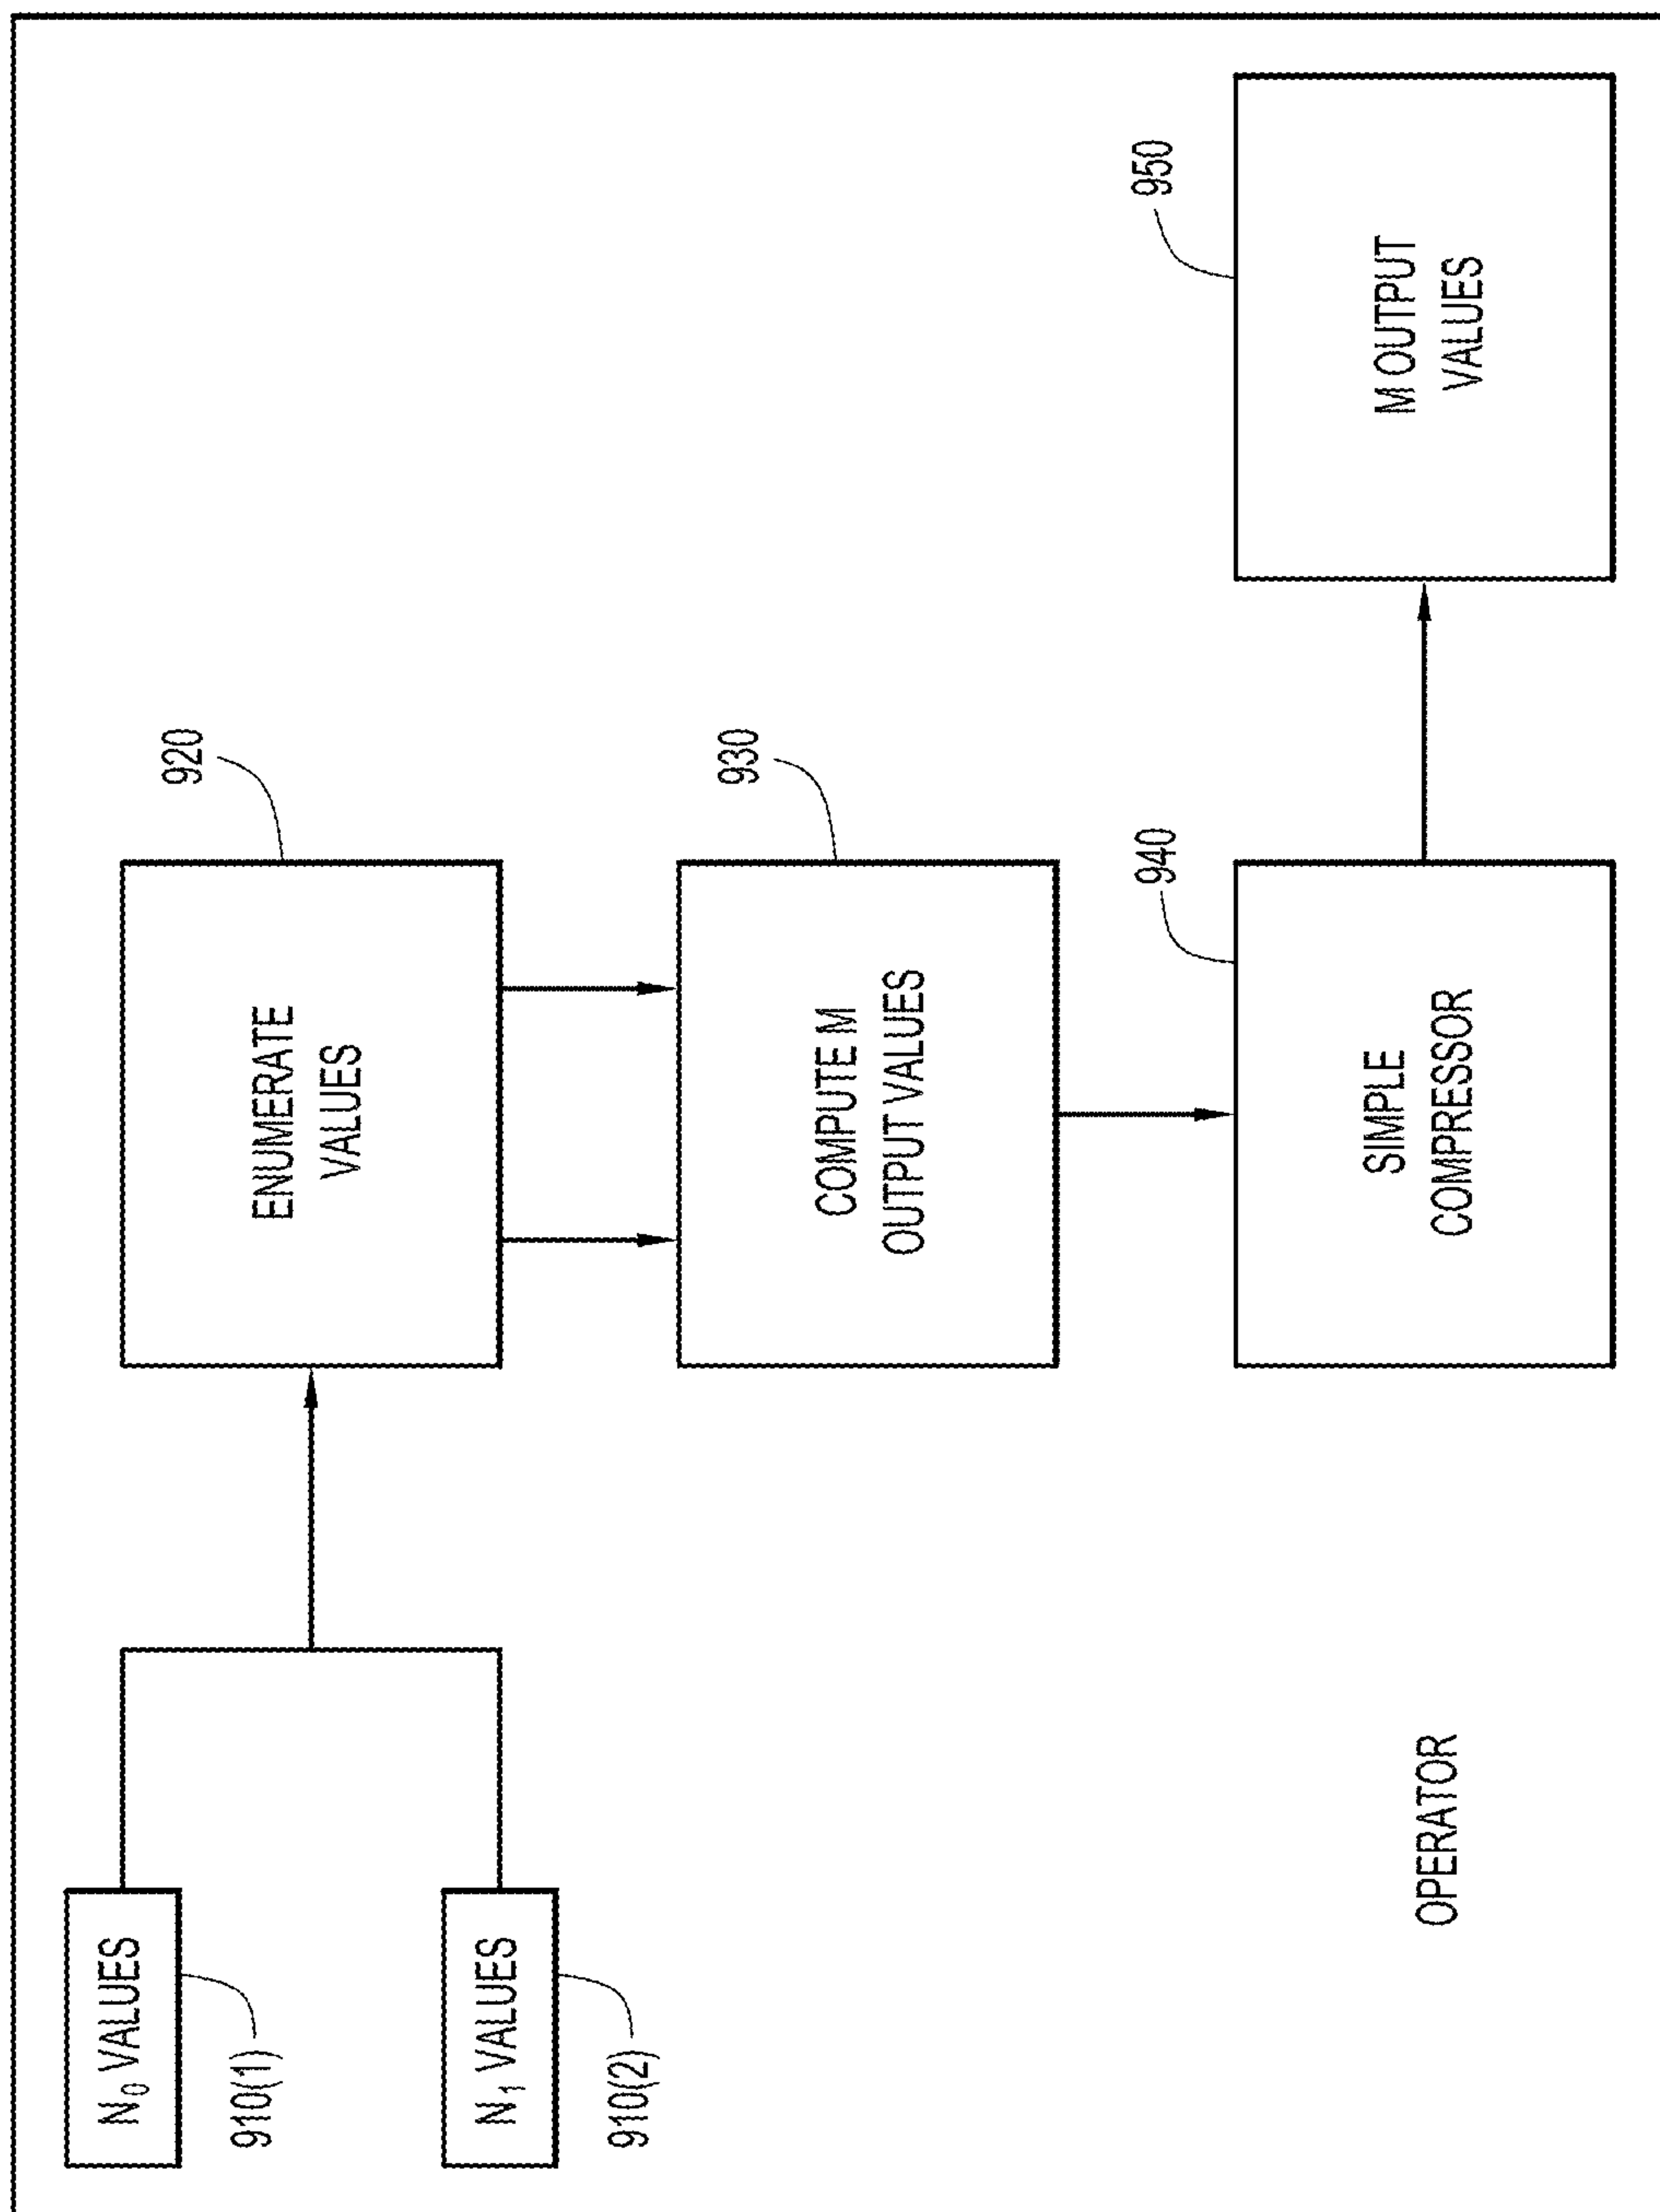 N₀ VALUES
910(1)
N₁ VALUES
910(2)
ENUMERATE
VALUES
920
COMPUTE M
OUTPUT VALUES
930
SIMPLE
COMPRESSOR
940
M OUTPUT
VALUES
950
OPERATOR